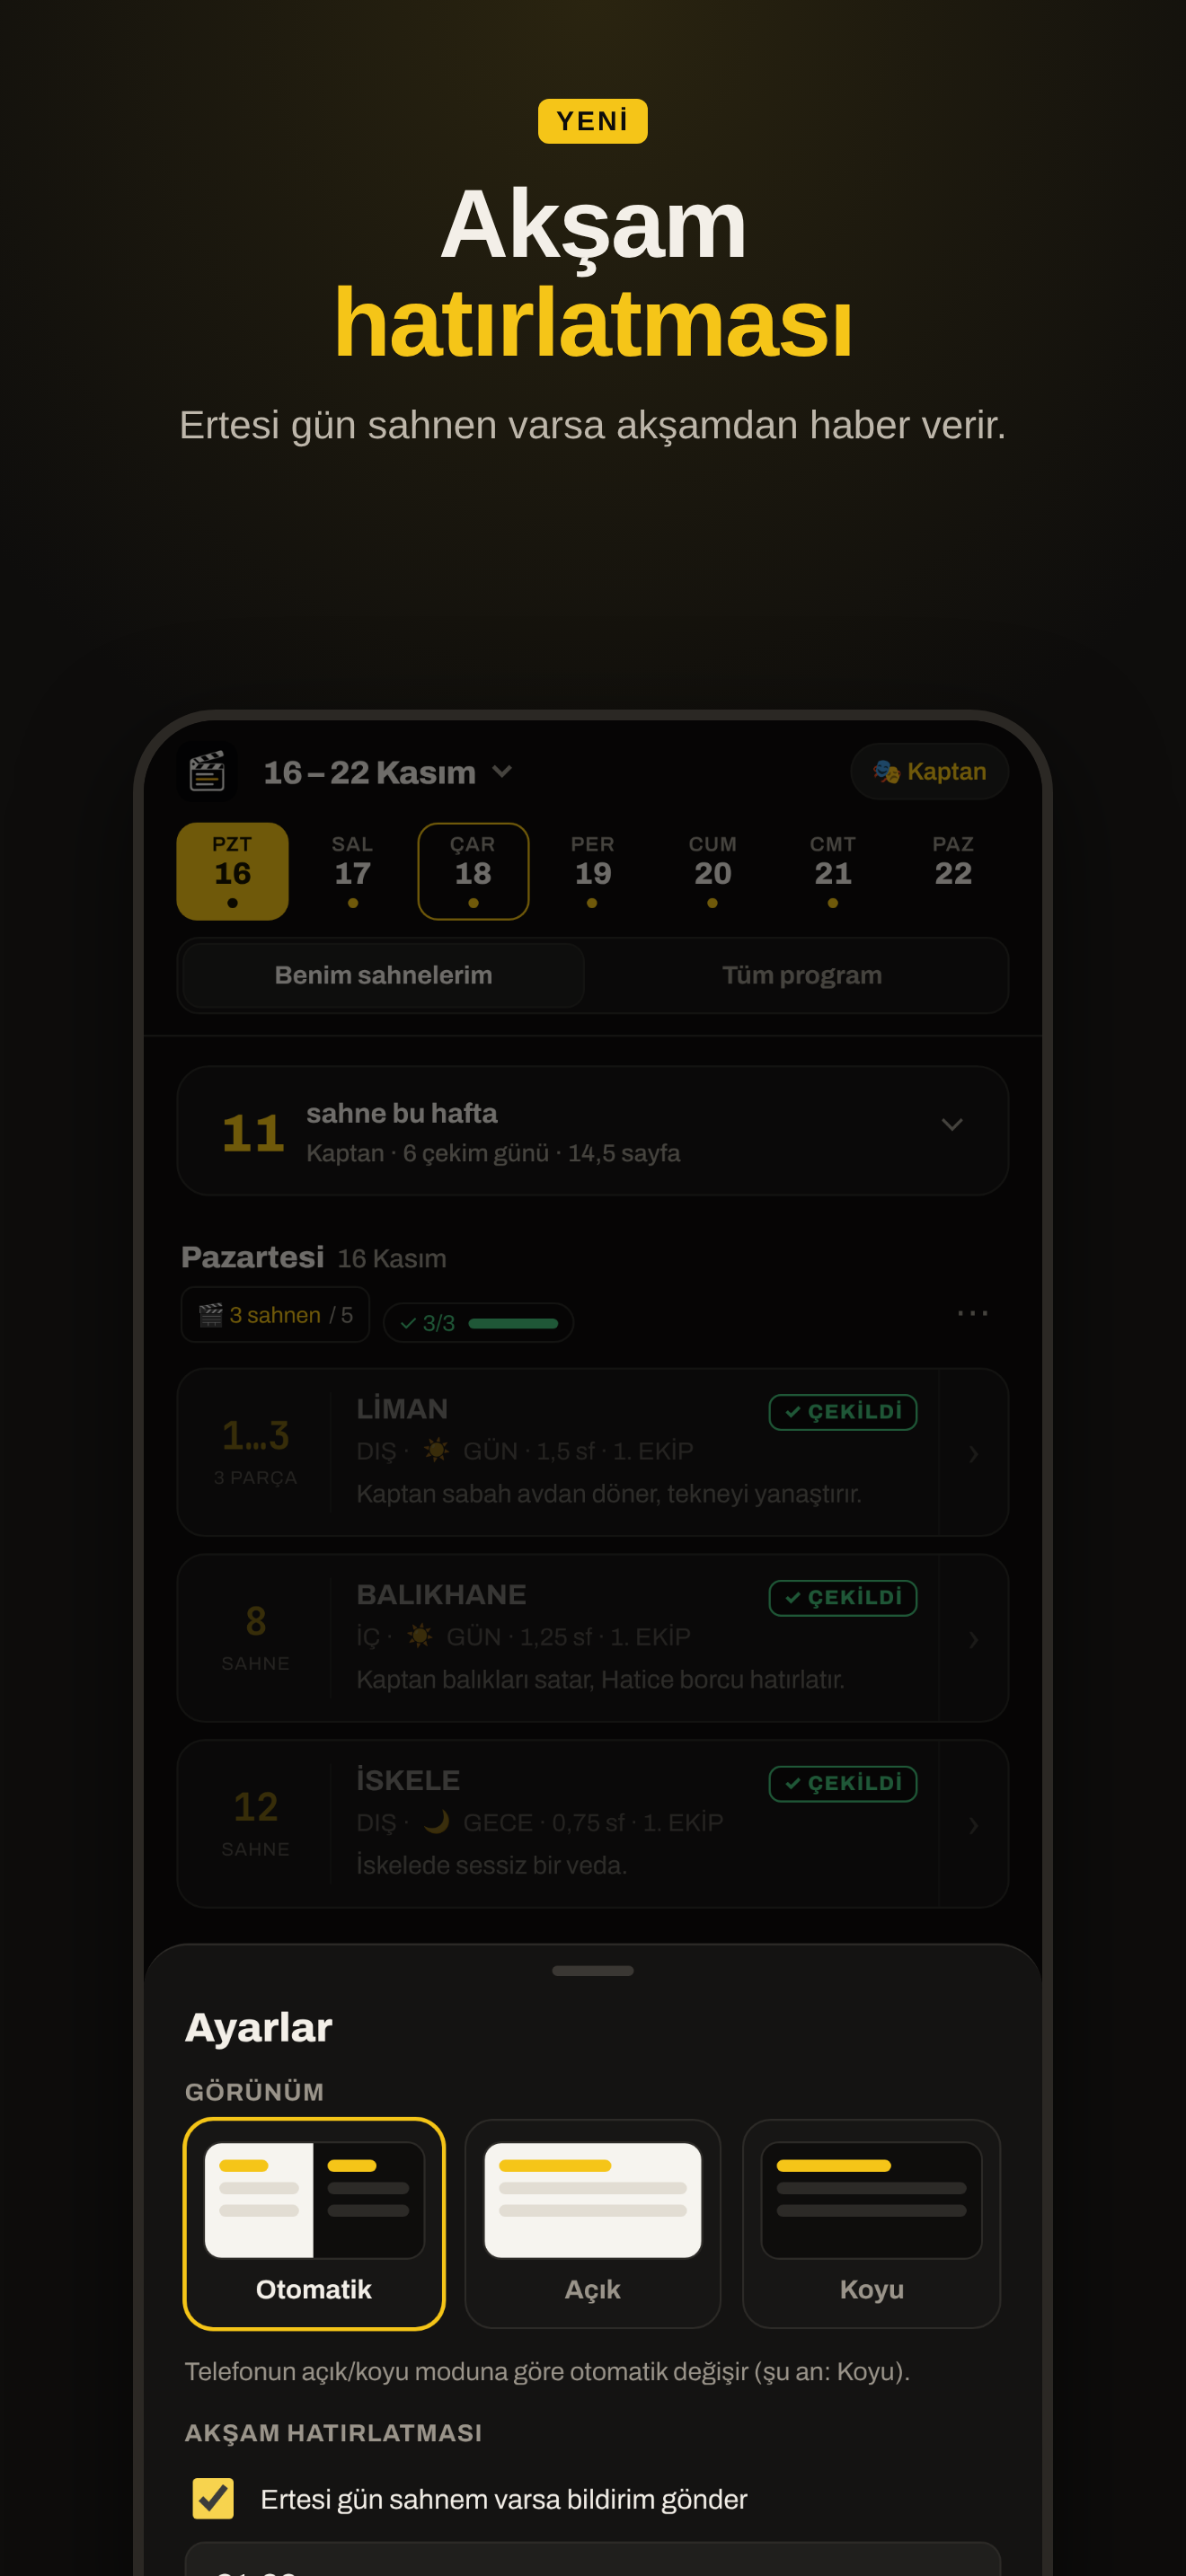 YENİ
Akşam
hatırlatması
Ertesi gün sahnen varsa akşamdan haber verir.
16 – 22 Kasım
Kaptan
PZT SAL ÇAR PER CUM CMT PAZ
16 17 18 19 20 21 22
Benim sahnelerim Tüm program
11 sahne bu hafta
Kaptan · 6 çekim günü · 14,5 sayfa
Pazartesi 16 Kasım
3 sahnen / 5 ✓ 3/3 ...
1...3 LİMAN ✓ ÇEKİLDİ
3 PARÇA DIŞ · GÜN · 1,5 sf · 1. EKİP
Kaptan sabah avdan döner, tekneyi yanaştırır.
8 BALIKHANE ✓ ÇEKİLDİ
SAHNE İÇ · GÜN · 1,25 sf · 1. EKİP
Kaptan balıkları satar, Hatice borcu hatırlatır.
12 İSKELE ✓ ÇEKİLDİ
SAHNE DIŞ · GECE · 0,75 sf · 1. EKİP
İskelede sessiz bir veda.
Ayarlar
GÖRÜNÜM
Otomatik Açık Koyu
Telefonun açık/koyu moduna göre otomatik değişir (şu an: Koyu).
AKŞAM HATIRLATMASI
Ertesi gün sahnem varsa bildirim gönder